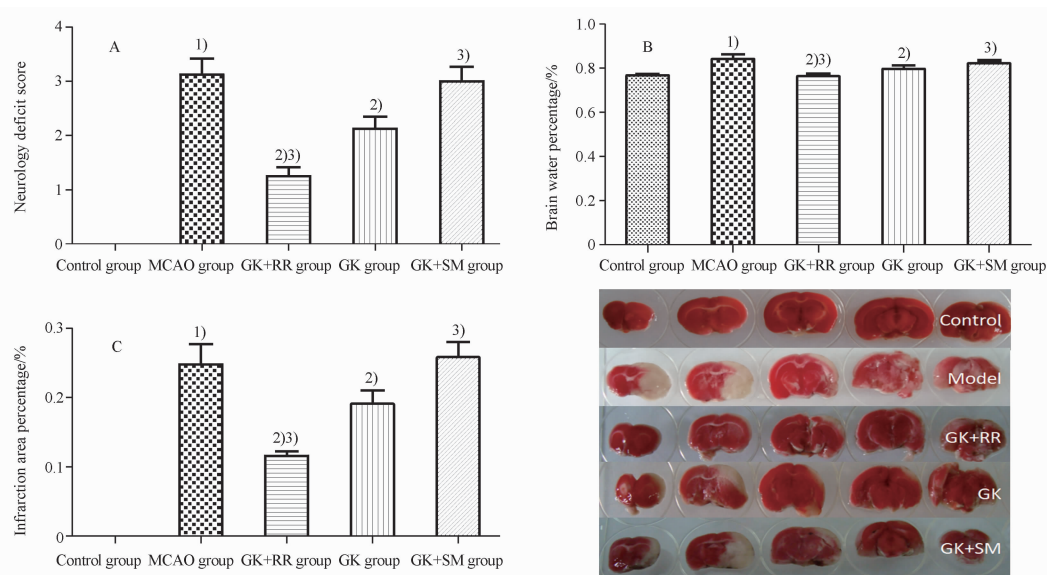 A
Neurology deficit score
4
3
2
1
0
1)
2)3)
2)
3)
Control group MCAO group GK+RR group GK group GK+SM group
B
Brain water percentage/%
1.0
0.8
0.6
0.4
0.2
0
1)
2)3)
2)
3)
Control group MCAO group GK+RR group GK group GK+SM group
C
Infrarction area percentage/%
0.3
0.2
0.1
0
1)
2)3)
2)
3)
Control group MCAO group GK+RR group GK group GK+SM group
Control
Model
GK+RR
GK
GK+SM